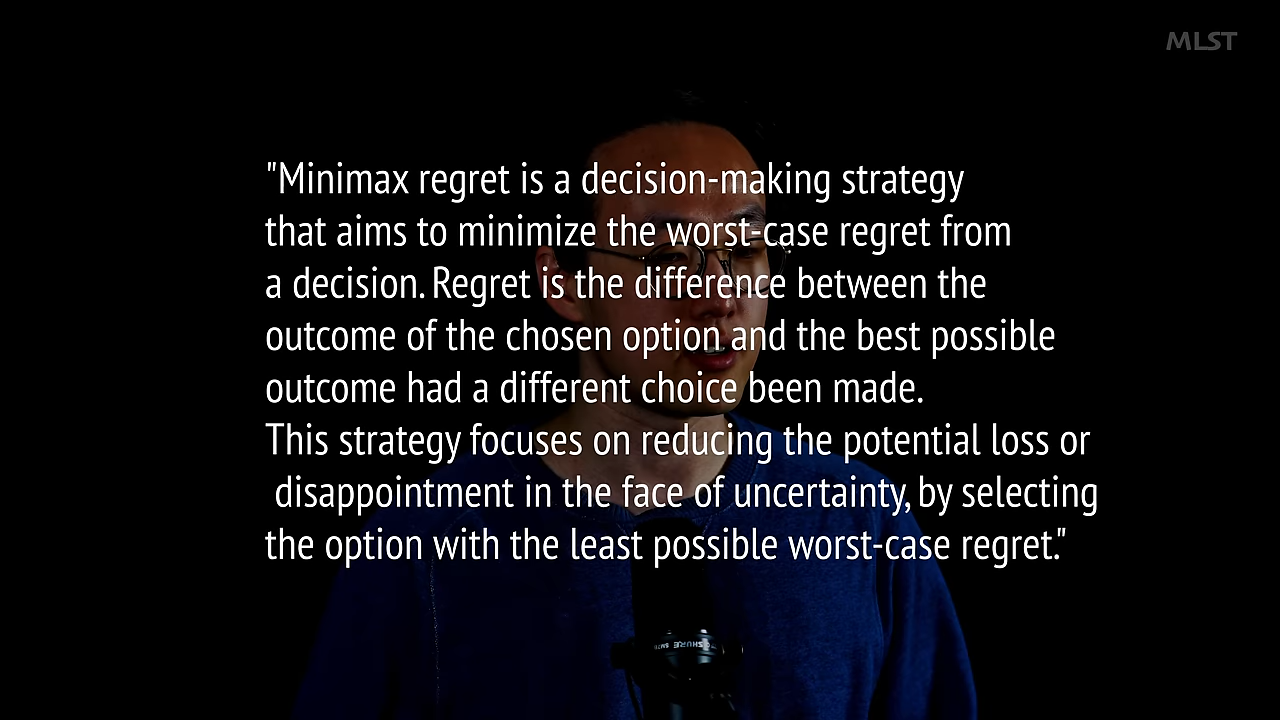 MLST
"Minimax regret is a decision-making strategy
that aims to minimize the worst-case regret from
a decision. Regret is the difference between the
outcome of the chosen option and the best possible
outcome had a different choice been made.
This strategy focuses on reducing the potential loss or
disappointment in the face of uncertainty, by selecting
the option with the least possible worst-case regret."
SHURE